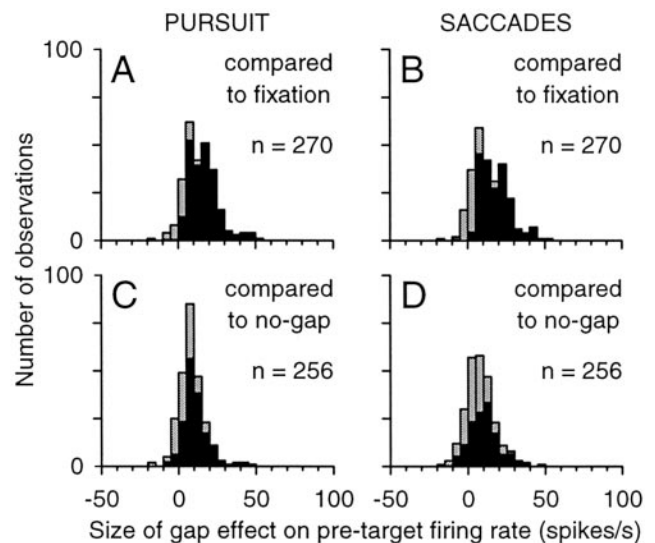 PURSUIT
SACCADES
100
A
compared
to fixation
n = 270
B
compared
to fixation
n = 270
0
100
C
compared
to no-gap
n = 256
D
compared
to no-gap
n = 256
0
Number of observations
-50
0
50
100
-50
0
50
100
Size of gap effect on pre-target firing rate (spikes/s)